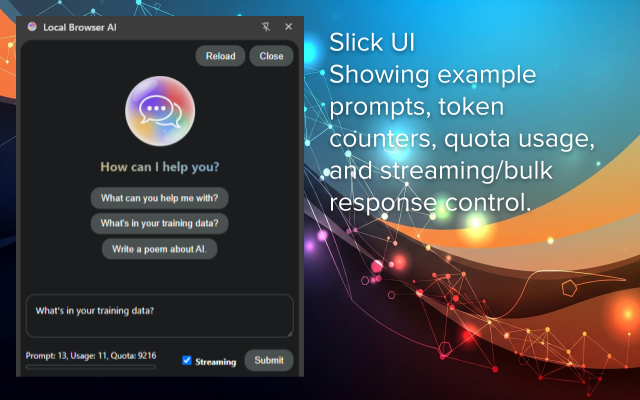 Local Browser AI
Reload
Close
How can I help you?
What can you help me with?
What's in your training data?
Write a poem about AI.
What's in your training data?
Prompt: 13, Usage: 11, Quota: 9216
Streaming
Submit
Slick UI
Showing example
prompts, token
counters, quota usage,
and streaming/bulk
response control.